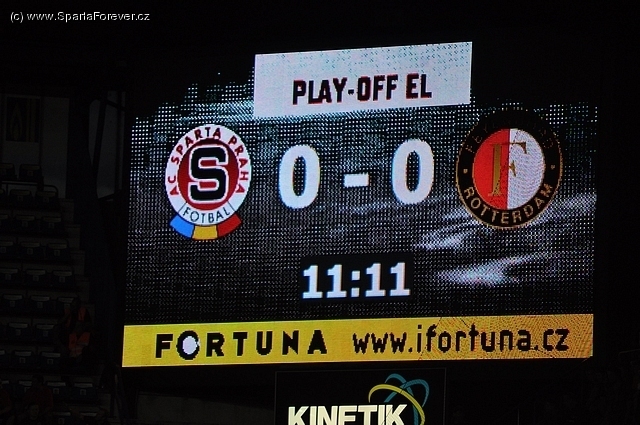 (c) www.SpartaForever.cz
PLAY-OFF EL
AC SPARTA PRAHA
S
FOTBAL
0 - 0
F
ROTTERDAM
11:11
FORTUNA www.ifortuna.cz
KINETIK